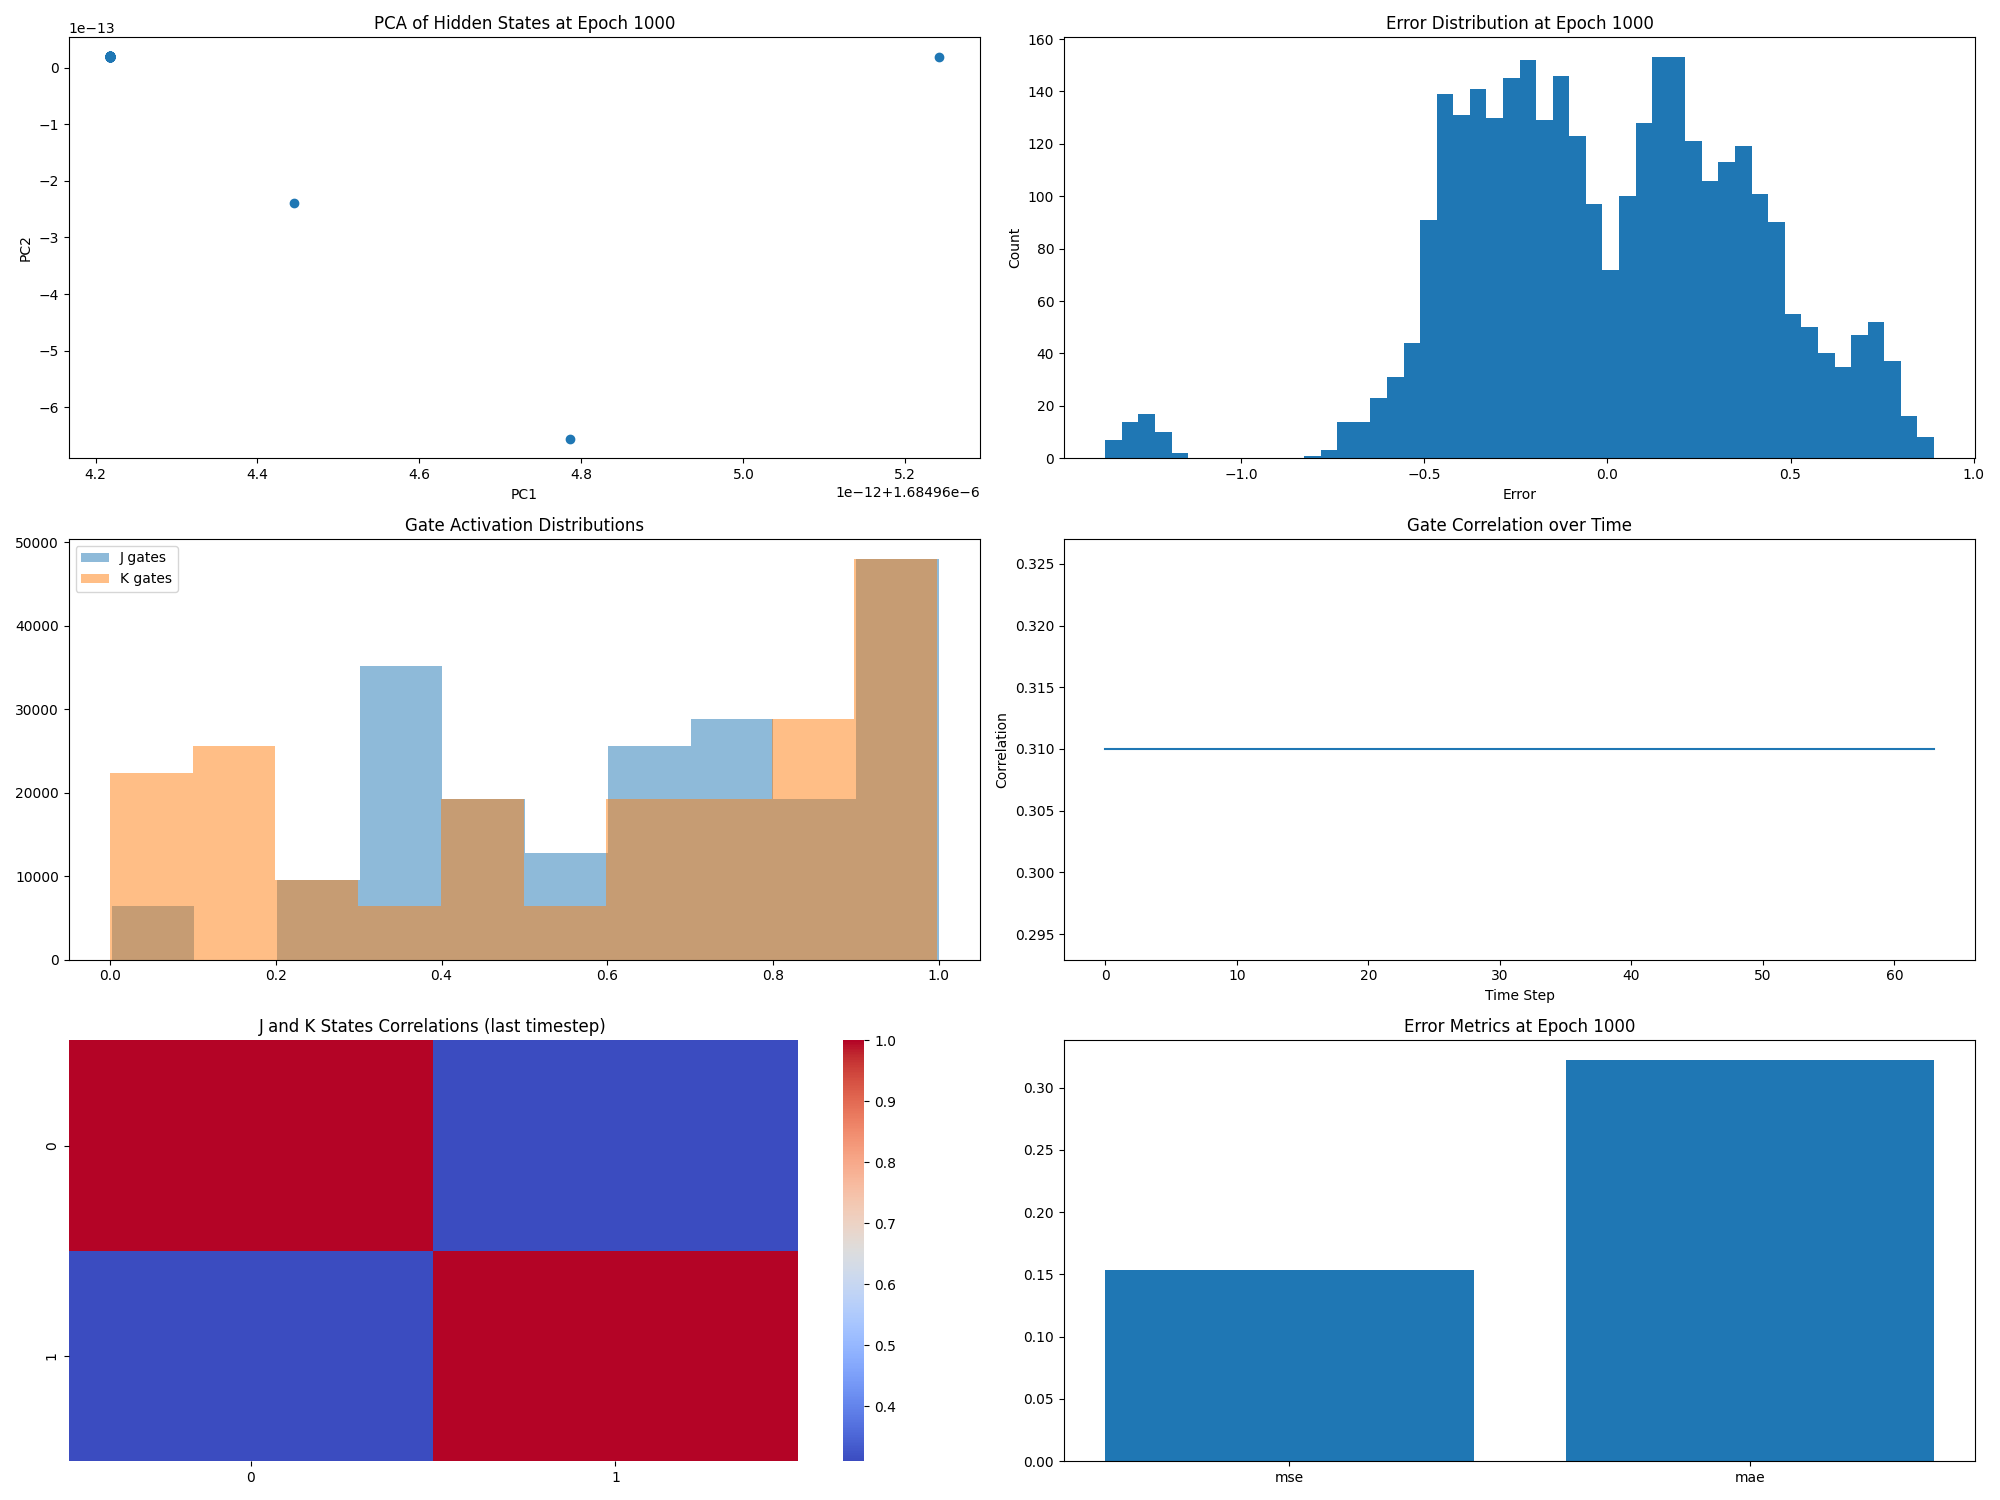 PCA of Hidden States at Epoch 1000
1e−13
0
−1
−2
−3
−4
−5
−6
PC2
4.2 4.4 4.6 4.8 5.0 5.2
PC1
1e−12+1.68496e−6
Error Distribution at Epoch 1000
160
140
120
100
80
60
40
20
0
Count
−1.0 −0.5 0.0 0.5 1.0
Error
Gate Activation Distributions
50000
40000
30000
20000
10000
0
J gates
K gates
0.0 0.2 0.4 0.6 0.8 1.0
Gate Correlation over Time
0.325
0.320
0.315
0.310
0.305
0.300
0.295
Correlation
0 10 20 30 40 50 60
Time Step
J and K States Correlations (last timestep)
0
1
0 1
1.0
0.9
0.8
0.7
0.6
0.5
0.4
Error Metrics at Epoch 1000
0.30
0.25
0.20
0.15
0.10
0.05
0.00
mse mae